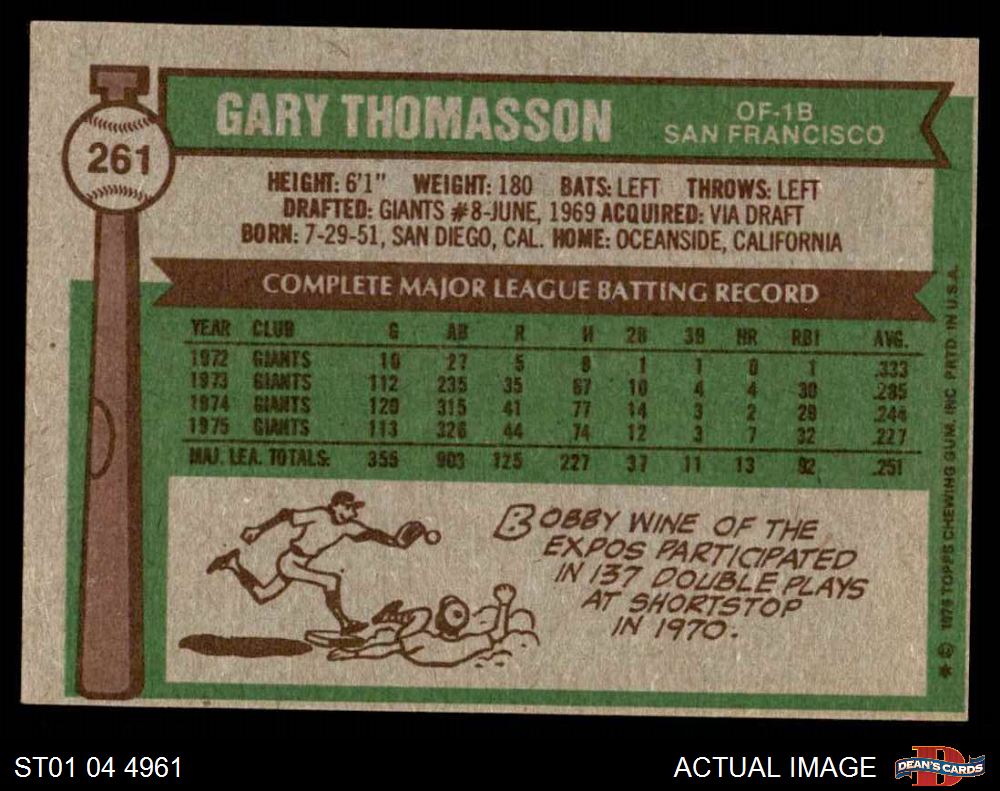 GARY THOMASSON
OF-1B
SAN FRANCISCO
261
HEIGHT: 6'1" WEIGHT: 180 BATS: LEFT THROWS: LEFT
DRAFTED: GIANTS #8-JUNE, 1969 ACQUIRED: VIA DRAFT
BORN: 7-29-51, SAN DIEGO, CAL. HOME: OCEANSIDE, CALIFORNIA
COMPLETE MAJOR LEAGUE BATTING RECORD
YEAR CLUB G AB R H 2B 3B HR RBI AVG.
1972 GIANTS 10 27 5 9 1 1 0 1 .333
1973 GIANTS 112 235 35 67 10 4 4 30 .285
1974 GIANTS 120 315 41 77 14 3 2 29 .244
1975 GIANTS 113 326 44 74 12 3 7 32 .227
MAJ. LEA. TOTALS: 355 903 125 227 37 11 13 92 .251
BOBBY WINE OF THE
EXPOS PARTICIPATED
IN 137 DOUBLE PLAYS
AT SHORTSTOP
IN 1970.
* © 1976 TOPPS CHEWING GUM, INC. PRTD. IN U.S.A.
ST01 04 4961
ACTUAL IMAGE
DEAN'S CARDS